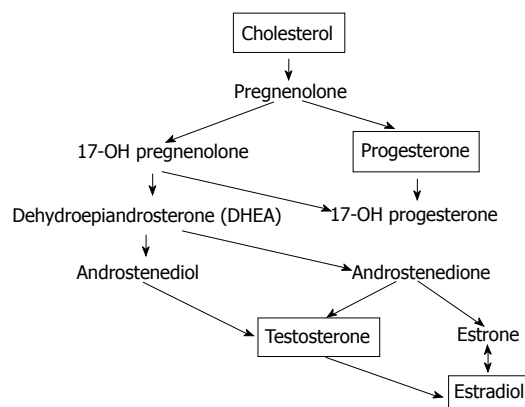 Cholesterol
Pregnenolone
17-OH pregnenolone
Progesterone
Dehydroepiandrosterone (DHEA)
17-OH progesterone
Androstenediol
Androstenedione
Testosterone
Estrone
Estradiol